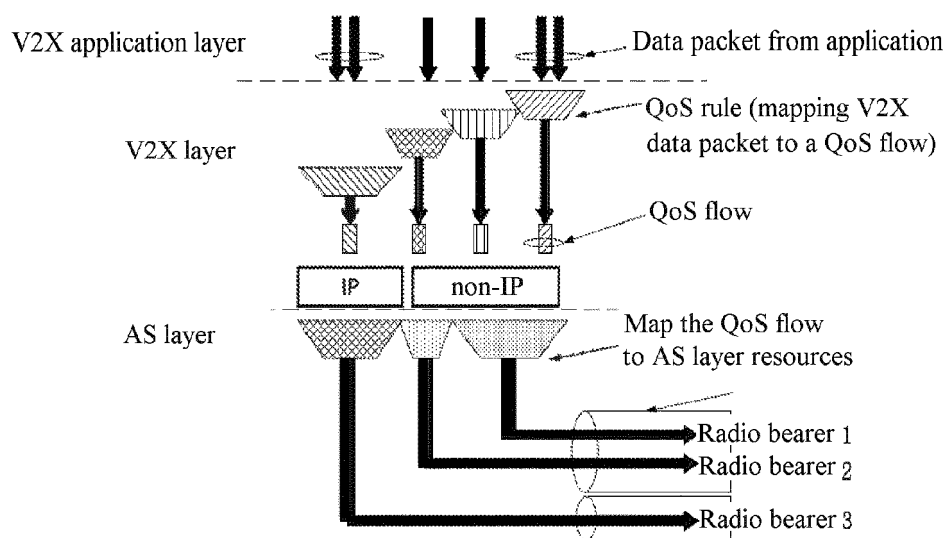 V2X application layer
Data packet from application
QoS rule (mapping V2X
data packet to a QoS flow)
V2X layer
QoS flow
IP
non-IP
AS layer
Map the QoS flow
to AS layer resources
Radio bearer 1
Radio bearer 2
Radio bearer 3